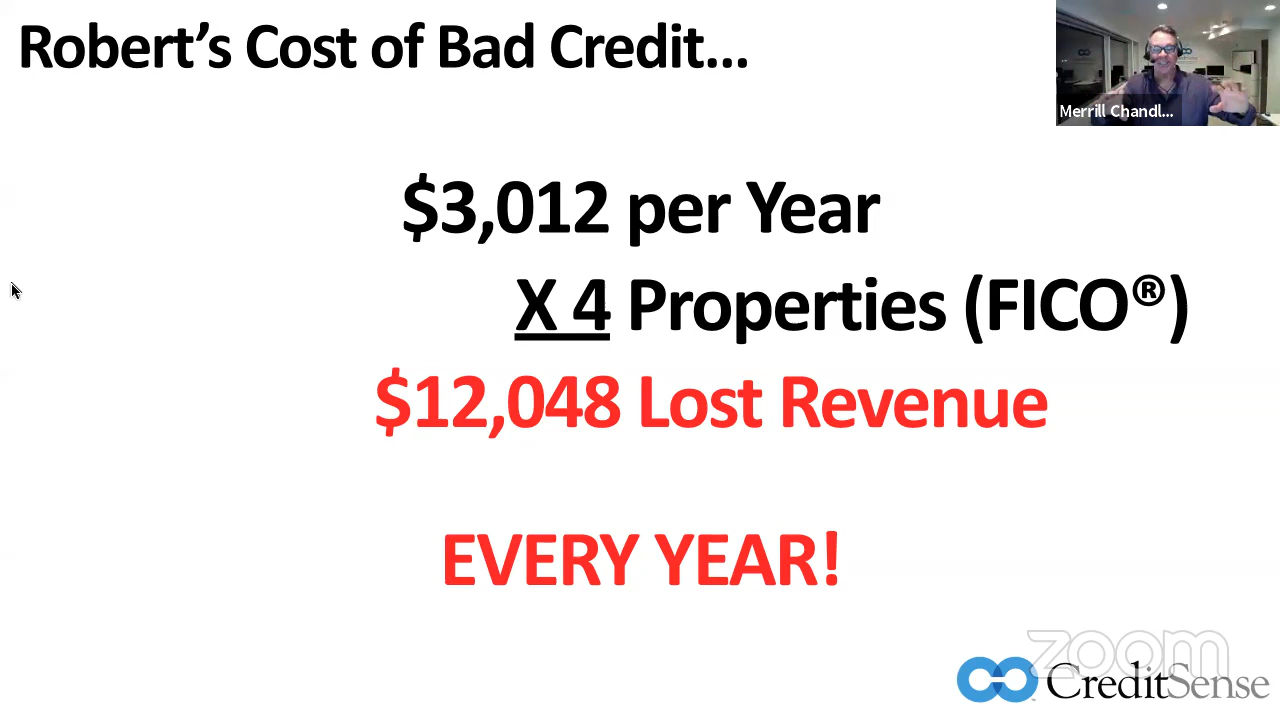 Robert’s Cost of Bad Credit...
Merrill Chandl...
$3,012 per Year
X 4 Properties (FICO®)
$12,048 Lost Revenue
EVERY YEAR!
zoom
CreditSense